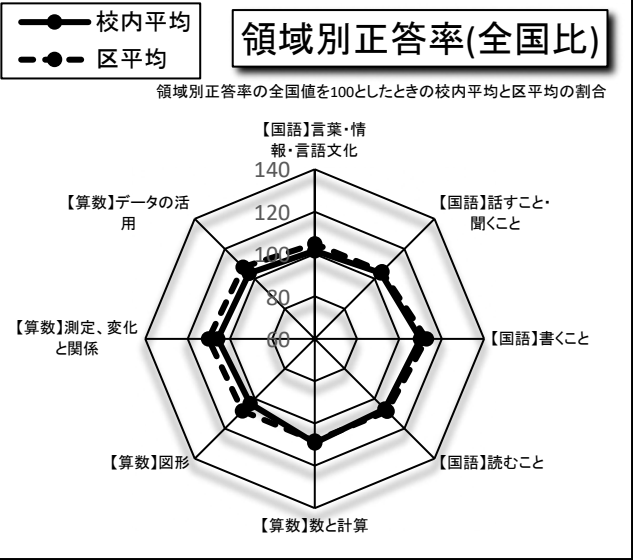 校内平均
区平均
領域別正答率(全国比)
領域別正答率の全国値を100としたときの校内平均と区平均の割合
【国語】言葉・情
報・言語文化
140
120
100
80
60
【国語】話すこと・
聞くこと
【国語】書くこと
【国語】読むこと
【算数】数と計算
【算数】図形
【算数】測定、変化
と関係
【算数】データの活
用